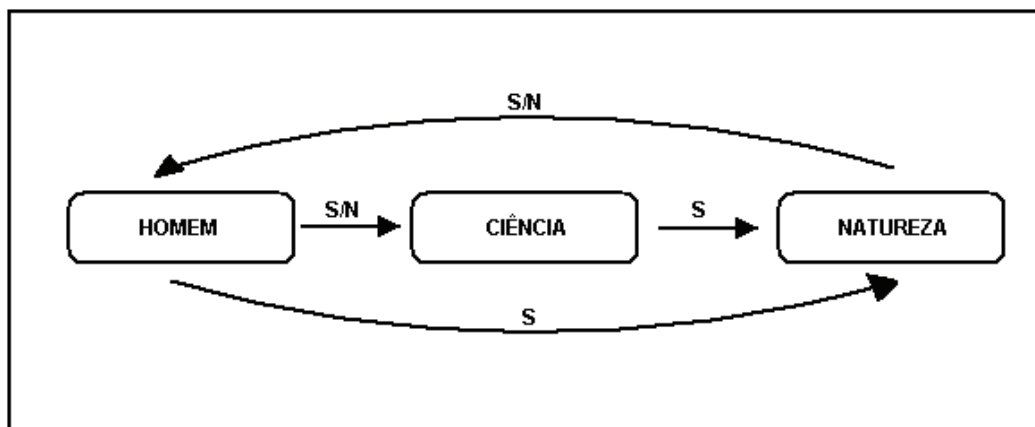 S/N
HOMEM
S/N
CIÊNCIA
S
NATUREZA
S